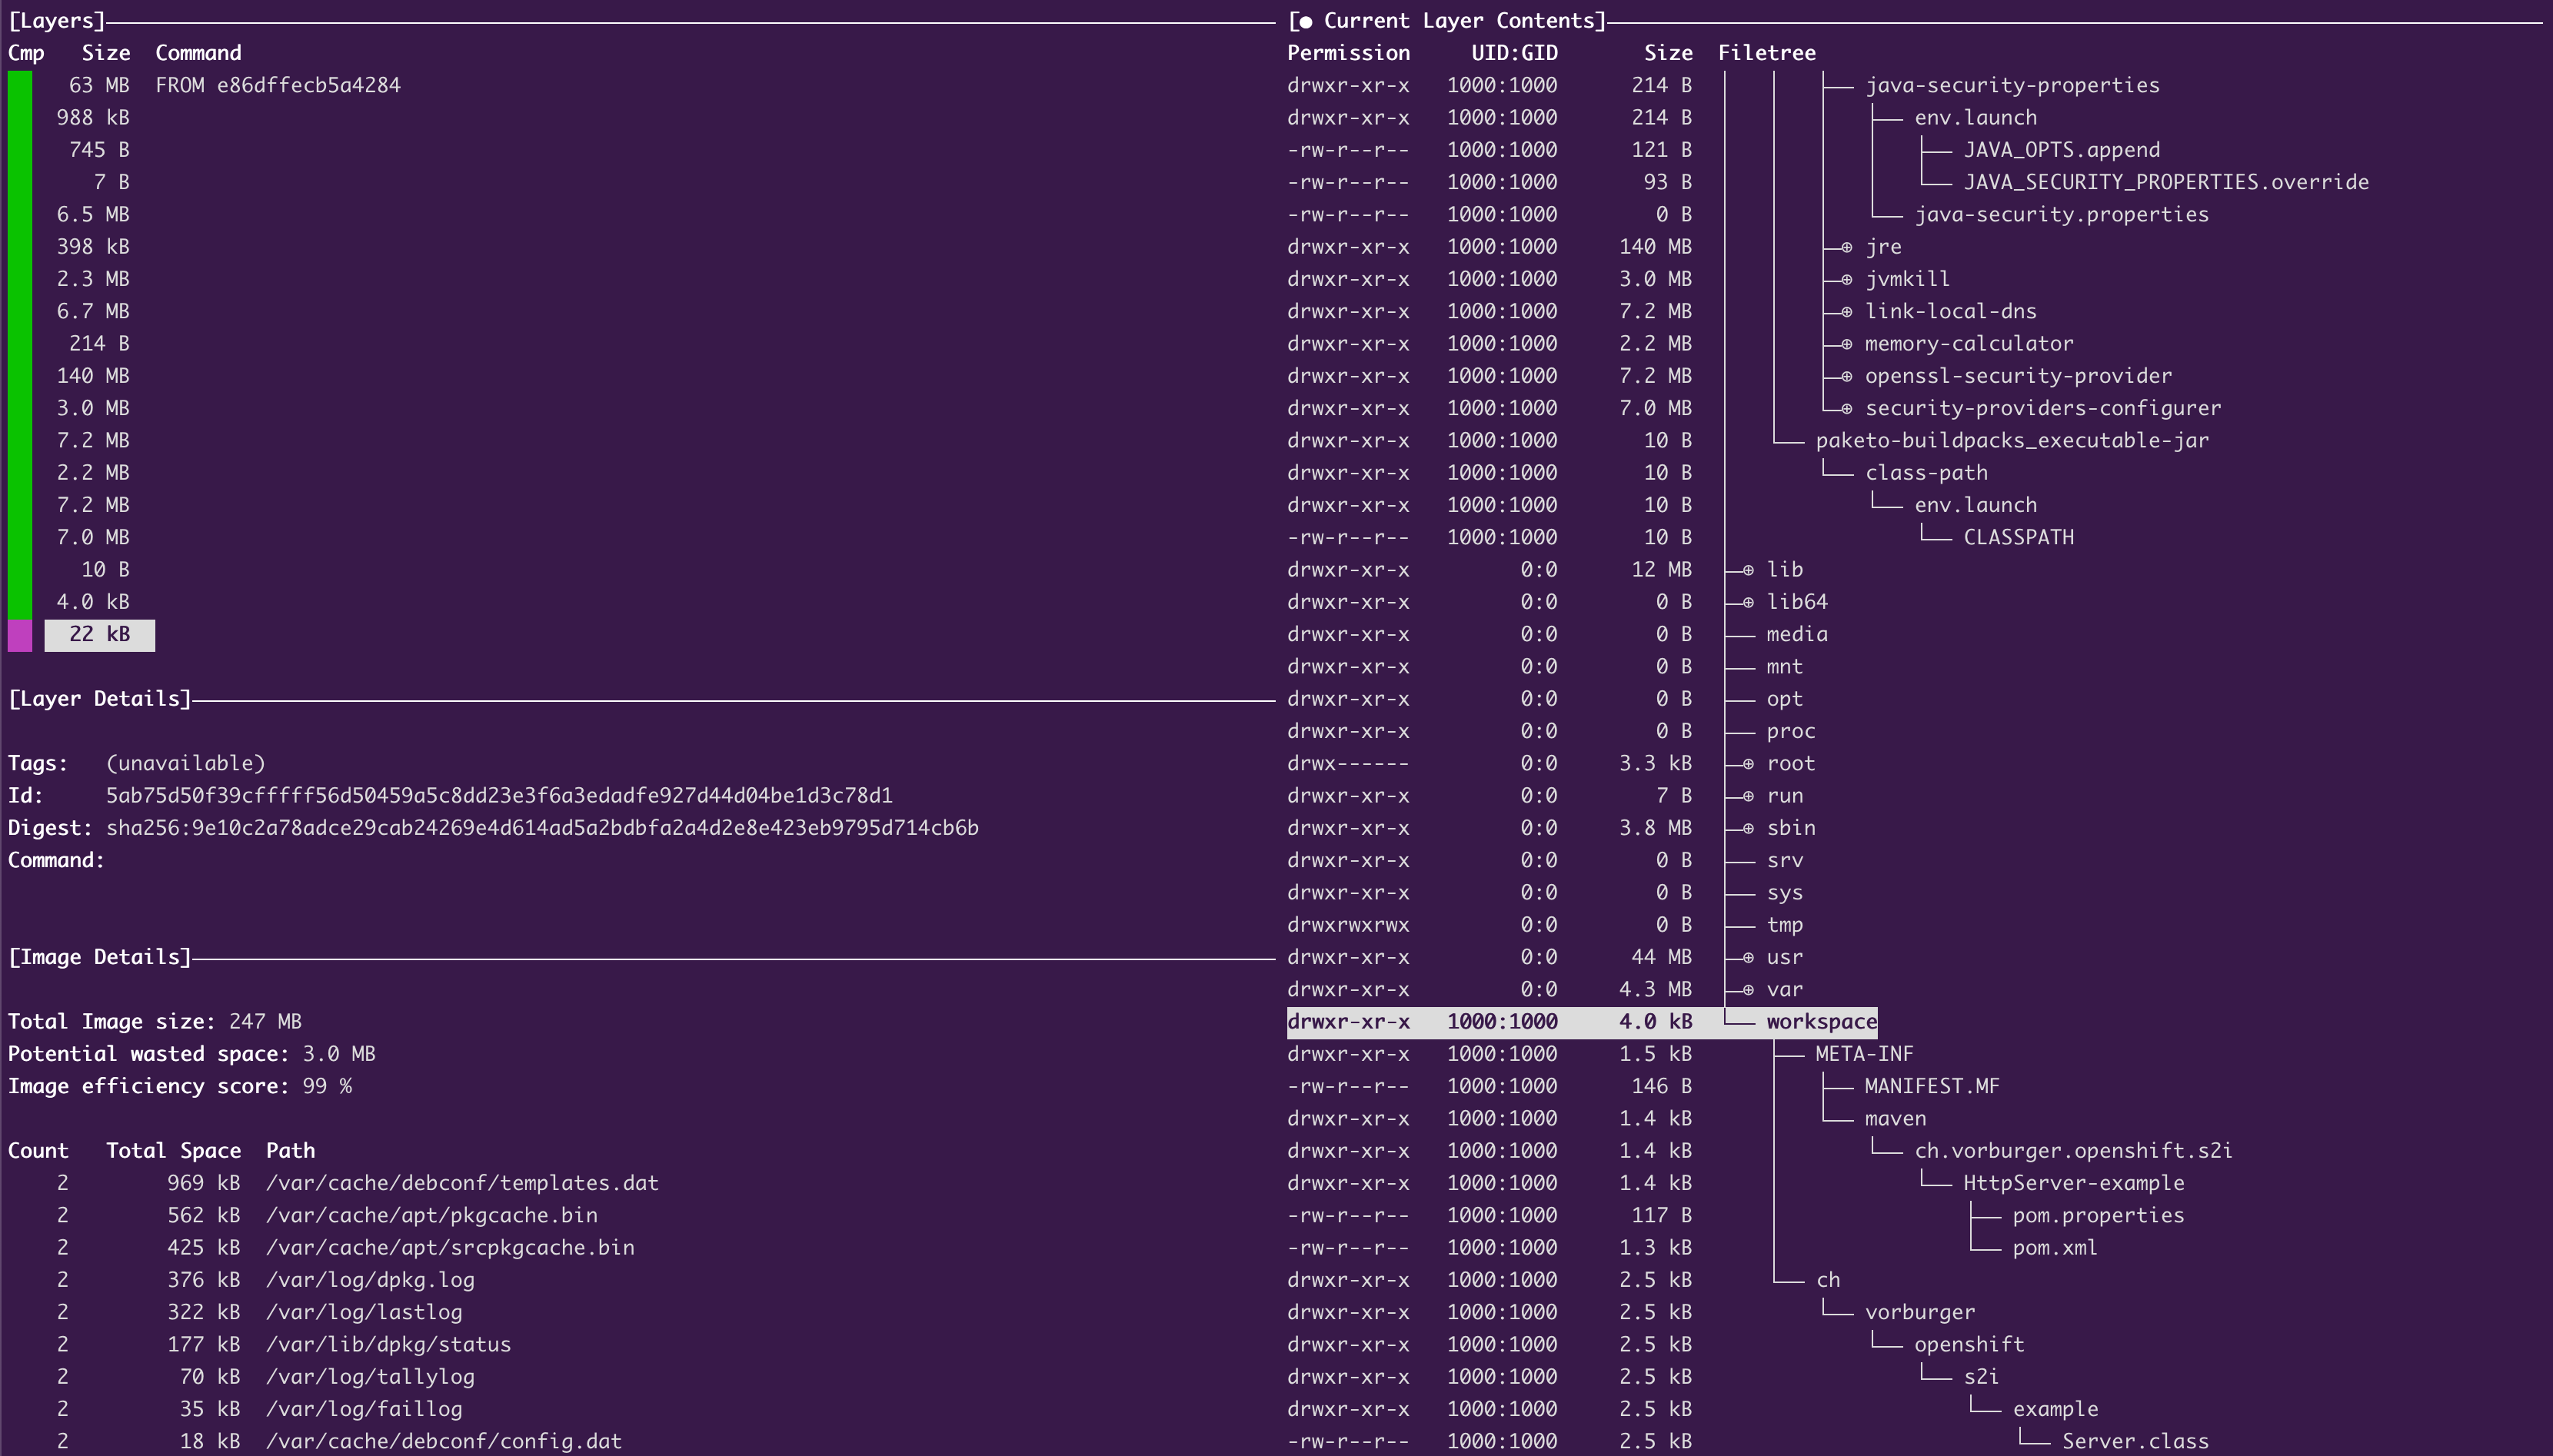 [Layers]
Cmp Size Command
63 MB FROM e86dffecb5a4284
988 kB
745 B
7 B
6.5 MB
398 kB
2.3 MB
6.7 MB
214 B
140 MB
3.0 MB
7.2 MB
2.2 MB
7.2 MB
7.0 MB
10 B
4.0 kB
22 kB
[Layer Details]
Tags: (unavailable)
Id: 5ab75d50f39cfffff56d50459a5c8dd23e3f6a3edadfe927d44d04be1d3c78d1
Digest: sha256:9e10c2a78adce29cab24269e4d614ad5a2bdbfa2a4d2e8e423eb9795d714cb6b
Command:
[Image Details]
Total Image size: 247 MB
Potential wasted space: 3.0 MB
Image efficiency score: 99 %
Count Total Space Path
2 969 kB /var/cache/debconf/templates.dat
2 562 kB /var/cache/apt/pkgcache.bin
2 425 kB /var/cache/apt/srcpkgcache.bin
2 376 kB /var/log/dpkg.log
2 322 kB /var/log/lastlog
2 177 kB /var/lib/dpkg/status
2 70 kB /var/log/tallylog
2 35 kB /var/log/faillog
2 18 kB /var/cache/debconf/config.dat
[● Current Layer Contents]
Permission UID:GID Size Filetree
drwxr-xr-x 1000:1000 214 B │ │ ├── java-security-properties
drwxr-xr-x 1000:1000 214 B │ │ │ ├── env.launch
-rw-r--r-- 1000:1000 121 B │ │ │ │ ├── JAVA_OPTS.append
-rw-r--r-- 1000:1000 93 B │ │ │ │ └── JAVA_SECURITY_PROPERTIES.override
-rw-r--r-- 1000:1000 0 B │ │ │ └── java-security.properties
drwxr-xr-x 1000:1000 140 MB │ │ ├─⊕ jre
drwxr-xr-x 1000:1000 3.0 MB │ │ ├─⊕ jvmkill
drwxr-xr-x 1000:1000 7.2 MB │ │ ├─⊕ link-local-dns
drwxr-xr-x 1000:1000 2.2 MB │ │ ├─⊕ memory-calculator
drwxr-xr-x 1000:1000 7.2 MB │ │ ├─⊕ openssl-security-provider
drwxr-xr-x 1000:1000 7.0 MB │ │ └─⊕ security-providers-configurer
drwxr-xr-x 1000:1000 10 B │ └── paketo-buildpacks_executable-jar
drwxr-xr-x 1000:1000 10 B │ └── class-path
drwxr-xr-x 1000:1000 10 B │ └── env.launch
-rw-r--r-- 1000:1000 10 B │ └── CLASSPATH
drwxr-xr-x 0:0 12 MB ├─⊕ lib
drwxr-xr-x 0:0 0 B ├─⊕ lib64
drwxr-xr-x 0:0 0 B ├── media
drwxr-xr-x 0:0 0 B ├── mnt
drwxr-xr-x 0:0 0 B ├── opt
drwxr-xr-x 0:0 0 B ├── proc
drwx------ 0:0 3.3 kB ├─⊕ root
drwxr-xr-x 0:0 7 B ├─⊕ run
drwxr-xr-x 0:0 3.8 MB ├─⊕ sbin
drwxr-xr-x 0:0 0 B ├── srv
drwxr-xr-x 0:0 0 B ├── sys
drwxrwxrwx 0:0 0 B ├── tmp
drwxr-xr-x 0:0 44 MB ├─⊕ usr
drwxr-xr-x 0:0 4.3 MB ├─⊕ var
drwxr-xr-x 1000:1000 4.0 kB └── workspace
drwxr-xr-x 1000:1000 1.5 kB ├── META-INF
-rw-r--r-- 1000:1000 146 B │ ├── MANIFEST.MF
drwxr-xr-x 1000:1000 1.4 kB │ └── maven
drwxr-xr-x 1000:1000 1.4 kB │ └── ch.vorburger.openshift.s2i
drwxr-xr-x 1000:1000 1.4 kB │ └── HttpServer-example
-rw-r--r-- 1000:1000 117 B │ ├── pom.properties
-rw-r--r-- 1000:1000 1.3 kB │ └── pom.xml
drwxr-xr-x 1000:1000 2.5 kB └── ch
drwxr-xr-x 1000:1000 2.5 kB └── vorburger
drwxr-xr-x 1000:1000 2.5 kB └── openshift
drwxr-xr-x 1000:1000 2.5 kB └── s2i
drwxr-xr-x 1000:1000 2.5 kB └── example
-rw-r--r-- 1000:1000 2.5 kB └── Server.class